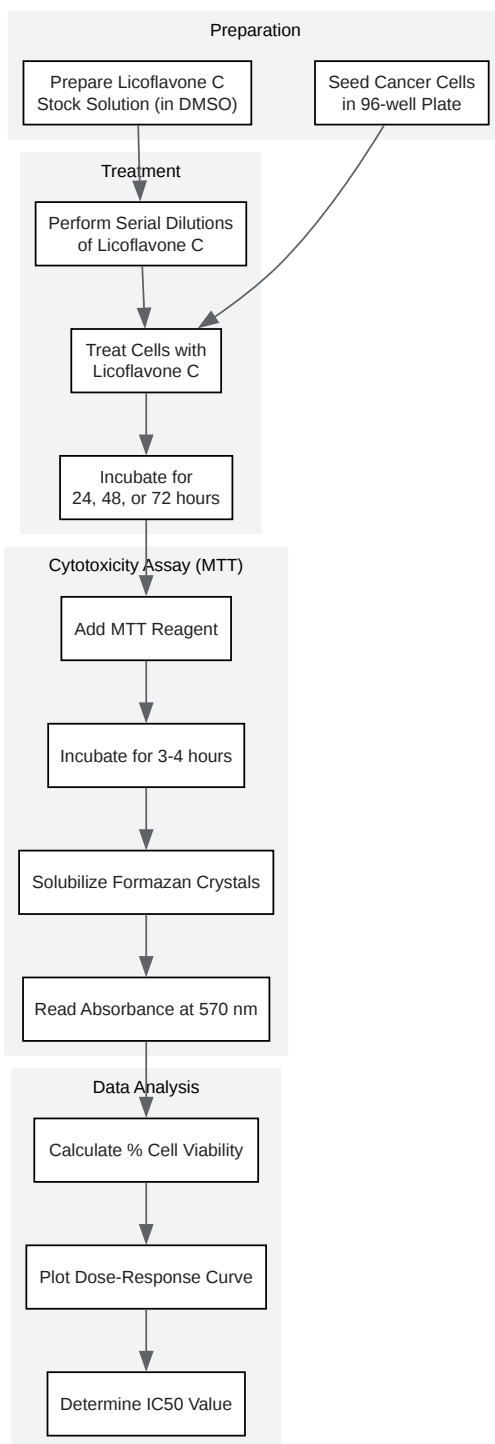 Preparation
Prepare Licoflavone C
Stock Solution (in DMSO)
Seed Cancer Cells
in 96-well Plate
Treatment
Perform Serial Dilutions
of Licoflavone C
Treat Cells with
Licoflavone C
Incubate for
24, 48, or 72 hours
Cytotoxicity Assay (MTT)
Add MTT Reagent
Incubate for 3-4 hours
Solubilize Formazan Crystals
Read Absorbance at 570 nm
Data Analysis
Calculate % Cell Viability
Plot Dose-Response Curve
Determine IC50 Value